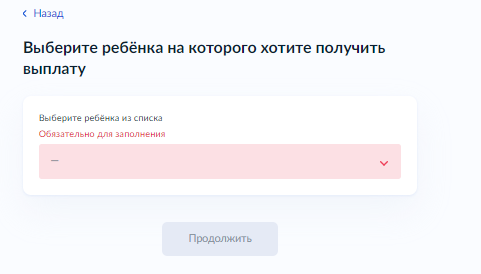 Назад
Выберите ребёнка на которого хотите получить
выплату
Выберите ребёнка из списка
Обязательно для заполнения
—
Продолжить